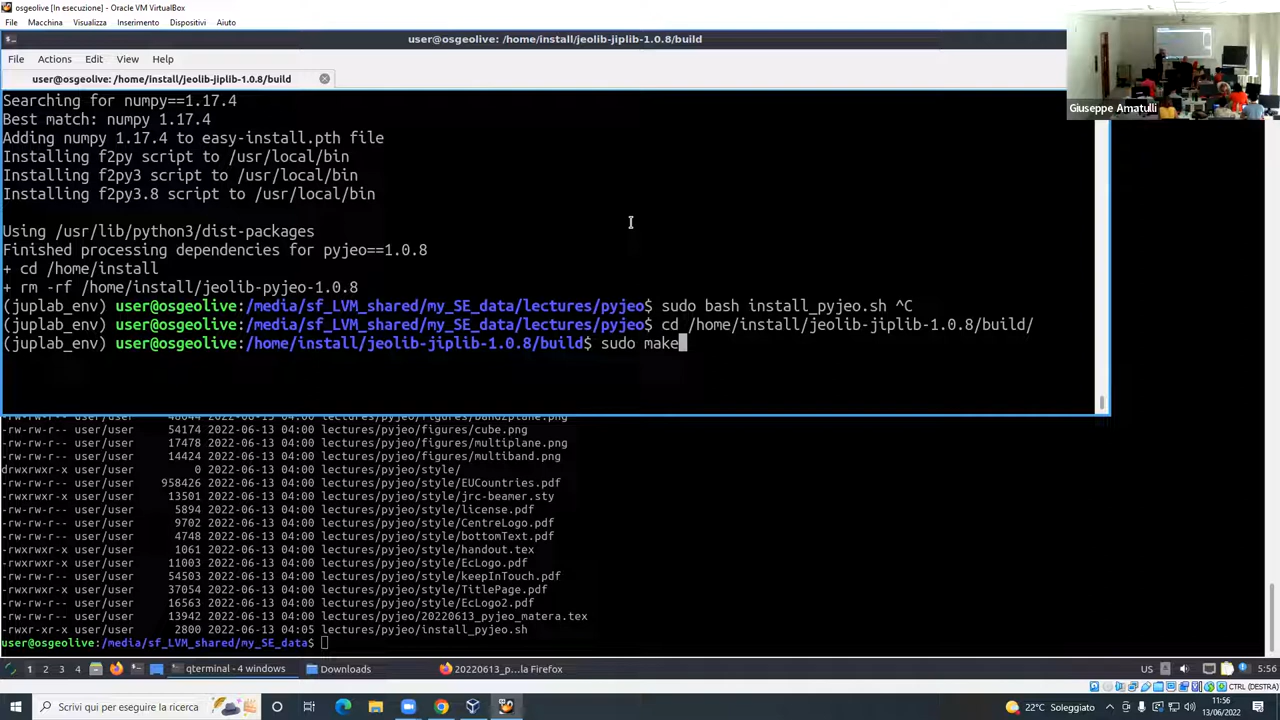 osgeolive [In esecuzione] - Oracle VM VirtualBox
File Macchina Visualizza Inserimento Dispositivi Aiuto
user@osgeolive: /home/install/jeolib-jiplib-1.0.8/build
File Actions Edit View Help
user@osgeolive: /home/install/jeolib-jiplib-1.0.8/build
Giuseppe Amatulli
Searching for numpy==1.17.4
Best match: numpy 1.17.4
Adding numpy 1.17.4 to easy-install.pth file
Installing f2py script to /usr/local/bin
Installing f2py3 script to /usr/local/bin
Installing f2py3.8 script to /usr/local/bin
Using /usr/lib/python3/dist-packages
Finished processing dependencies for pyjeo==1.0.8
+ cd /home/install
+ rm -rf /home/install/jeolib-pyjeo-1.0.8
(juplab_env) user@osgeolive:/media/sf_LVM_shared/my_SE_data/lectures/pyjeo$ sudo bash install_pyjeo.sh ^C
(juplab_env) user@osgeolive:/media/sf_LVM_shared/my_SE_data/lectures/pyjeo$ cd /home/install/jeolib-jiplib-1.0.8/build/
(juplab_env) user@osgeolive:/home/install/jeolib-jiplib-1.0.8/build$ sudo make
-rw-rw-r-- user/user 48644 2022-06-13 04:00 lectures/pyjeo/figures/band2plane.png
-rw-rw-r-- user/user 54174 2022-06-13 04:00 lectures/pyjeo/figures/cube.png
-rw-rw-r-- user/user 17478 2022-06-13 04:00 lectures/pyjeo/figures/multiplane.png
-rw-rw-r-- user/user 14424 2022-06-13 04:00 lectures/pyjeo/figures/multiband.png
drwxrwxr-x user/user 0 2022-06-13 04:00 lectures/pyjeo/style/
-rw-rw-r-- user/user 958426 2022-06-13 04:00 lectures/pyjeo/style/EUCountries.pdf
-rw-rw-r-- user/user 13501 2022-06-13 04:00 lectures/pyjeo/style/jrc-beamer.sty
-rw-rw-r-- user/user 5894 2022-06-13 04:00 lectures/pyjeo/style/license.pdf
-rw-rw-r-- user/user 9702 2022-06-13 04:00 lectures/pyjeo/style/CentreLogo.pdf
-rw-rw-r-- user/user 4748 2022-06-13 04:00 lectures/pyjeo/style/bottomText.pdf
-rwxrwxr-x user/user 1061 2022-06-13 04:00 lectures/pyjeo/style/handout.tex
-rw-rw-r-- user/user 11003 2022-06-13 04:00 lectures/pyjeo/style/EcLogo.pdf
-rw-rw-r-- user/user 54503 2022-06-13 04:00 lectures/pyjeo/style/keepInTouch.pdf
-rw-rw-r-- user/user 37054 2022-06-13 04:00 lectures/pyjeo/style/TitlePage.pdf
-rw-rw-r-- user/user 16563 2022-06-13 04:00 lectures/pyjeo/style/EcLogo2.pdf
-rw-rw-r-- user/user 13942 2022-06-13 04:00 lectures/pyjeo/20220613_pyjeo_matera.tex
-rwxr-xr-x user/user 2800 2022-06-13 04:05 lectures/pyjeo/install_pyjeo.sh
user@osgeolive:/media/sf_LVM_shared/my_SE_data$
1 2 3 4 qterminal - 4 windows Downloads 20220613_p...la Firefox US 5:56
CTRL (DESTRA)
Scrivi qui per eseguire la ricerca 22°C Soleggiato 11:56
13/06/2022